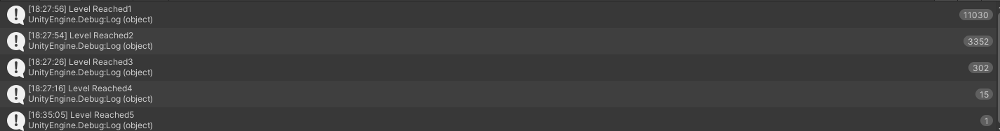 [18:27:56] Level Reached1
UnityEngine.Debug:Log (object)
11030
[18:27:54] Level Reached2
UnityEngine.Debug:Log (object)
3352
[18:27:26] Level Reached3
UnityEngine.Debug:Log (object)
302
[18:27:16] Level Reached4
UnityEngine.Debug:Log (object)
15
[16:35:05] Level Reached5
UnityEngine.Debug:Log (object)
1